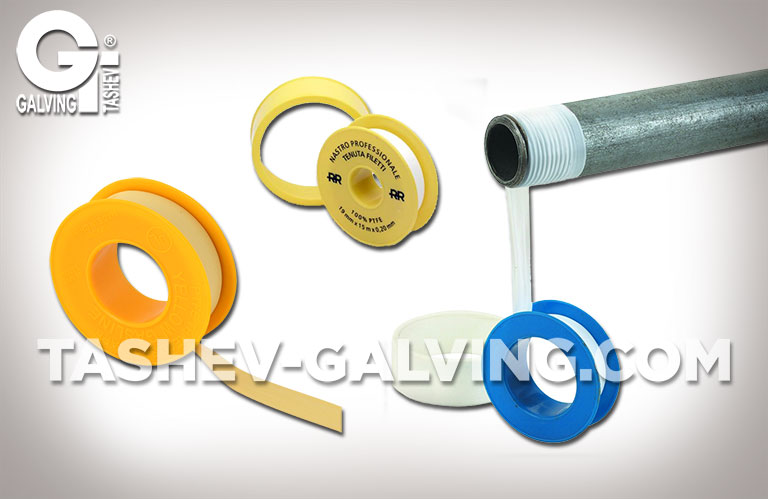 GALVING
TASHEV
®
NASTRO PROFESSIONALE
TENUTA FILETTI
RR RR
100% PTFE
19 mm x 15 m x 0,20 mm
TASHEV-GALVING.COM